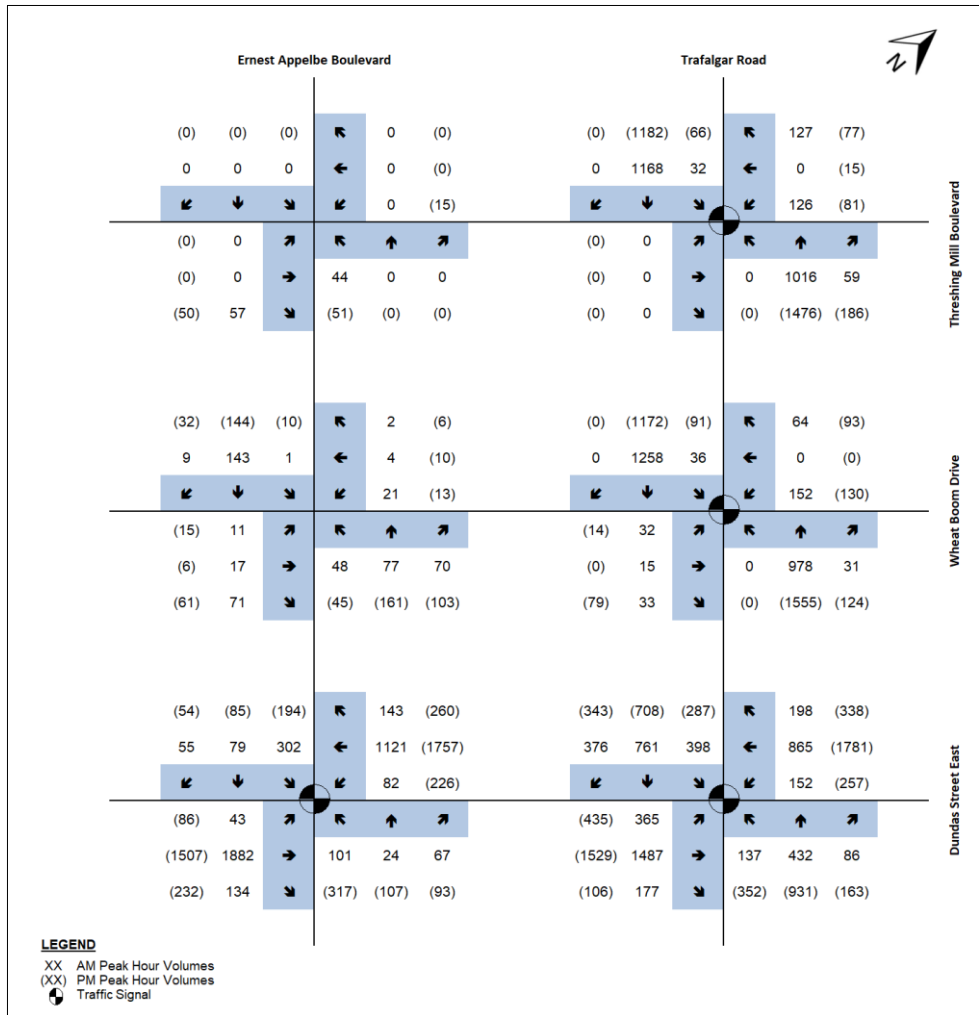 Ernest Appelbe Boulevard Trafalgar Road
N
(0) (0) (0) 0 (0) (0) (1182) (66) 127 (77)
0 0 0 0 (0) 0 1168 32 0 (15)
0 (15) 126 (81)
(0) 0 (0) 0
(0) 0 44 0 0 (0) 0 0 1016 59
(50) 57 (51) (0) (0) (0) 0 (0) (1476) (186)
Threshing Mill Boulevard
(32) (144) (10) 2 (6) (0) (1172) (91) 64 (93)
9 143 1 4 (10) 0 1258 36 0 (0)
21 (13) 152 (130)
(15) 11 (14) 32
(6) 17 48 77 70 (0) 15 0 978 31
(61) 71 (45) (161) (103) (79) 33 (0) (1555) (124)
Wheat Boom Drive
(54) (85) (194) 143 (260) (343) (708) (287) 198 (338)
55 79 302 1121 (1757) 376 761 398 865 (1781)
82 (226) 152 (257)
(86) 43 (435) 365
(1507) 1882 101 24 67 (1529) 1487 137 432 86
(232) 134 (317) (107) (93) (106) 177 (352) (931) (163)
Dundas Street East
LEGEND
XX AM Peak Hour Volumes
(XX) PM Peak Hour Volumes
Traffic Signal